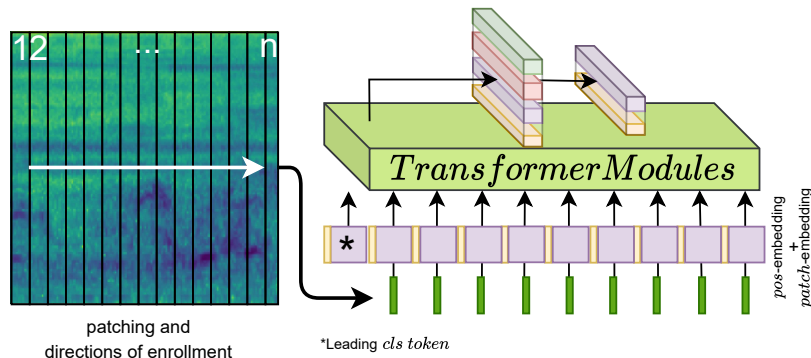 12 ... n
TransformerModules
*
pos-embedding
+
patch-embedding
patching and
directions of enrollment
*Leading cls token